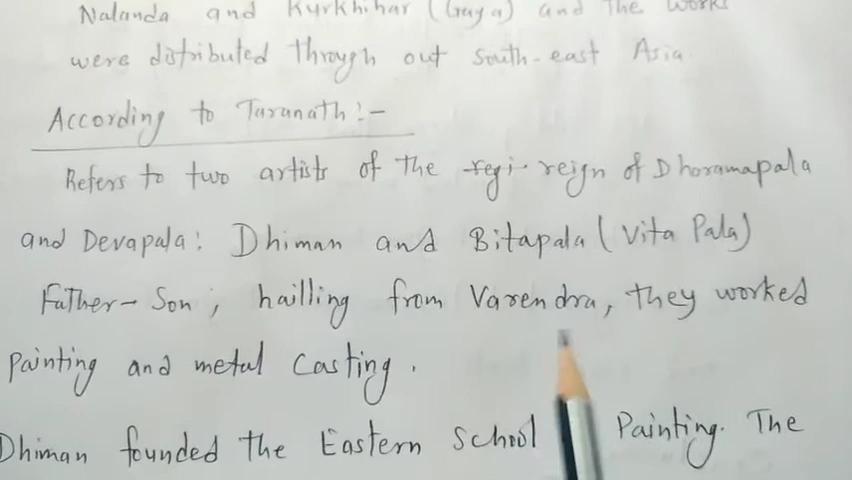 Nalanda and Kyrkhihar (Gaya) and The works
were distributed Through out South-east Asia
According to Taranath:-
Refers to two artists of the regi- reign of Dhoramapala
and Devapala: Dhiman and Bitapala (Vita Pala)
Father-Son, hailling from Varendra, they worked
Painting and metal Casting.
Dhiman founded the Eastern School Painting. The